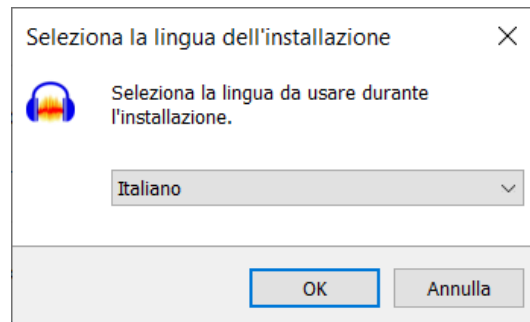 Seleziona la lingua dell'installazione
Seleziona la lingua da usare durante
l'installazione.
Italiano
OK
Annulla